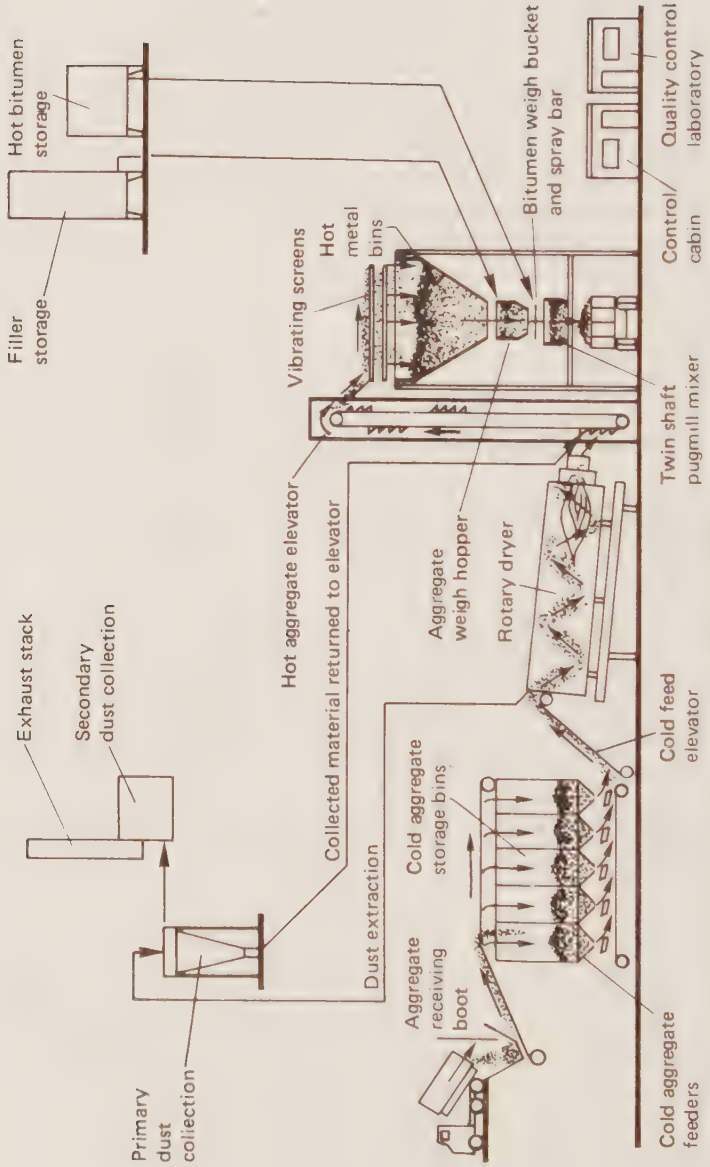 Primary
dust
collection
Exhaust stack
Secondary
dust collection
Filler
storage
Hot bitumen
storage
Hot aggregate elevator
Vibrating screens
Hot
metal
bins
Collected material returned to elevator
Dust extraction
Aggregate
receiving
boot
Cold aggregate
storage bins
Aggregate
weigh hopper
Rotary dryer
Bitumen weigh bucket
and spray bar
Cold aggregate
feeders
Cold feed
elevator
Twin shaft
pugmill mixer
Control
cabin
Quality control
laboratory